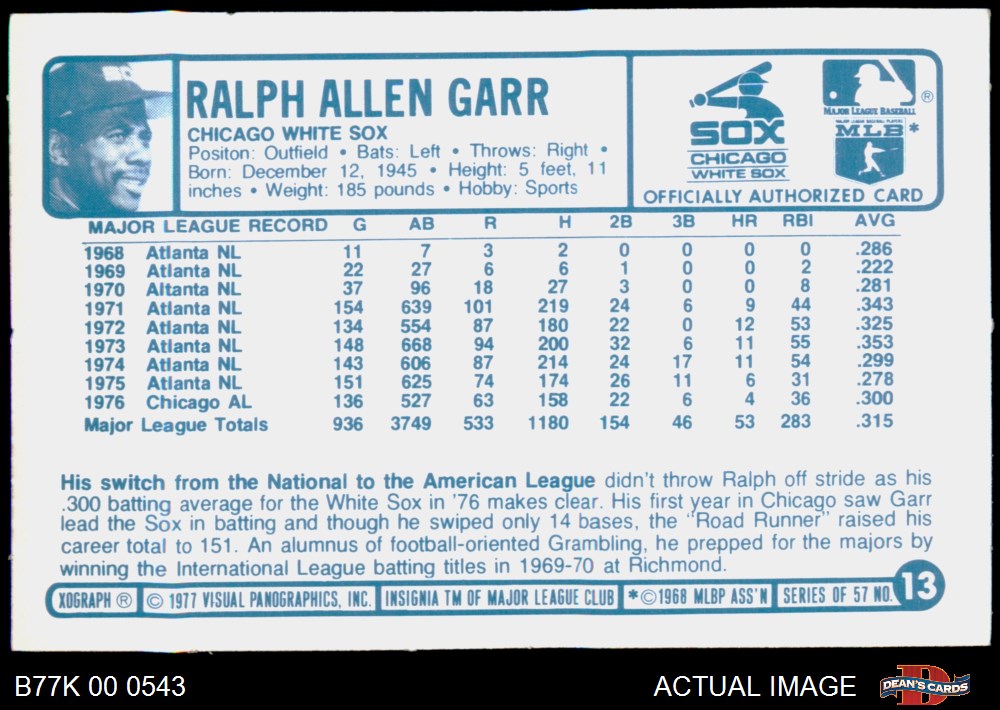 RALPH ALLEN GARR
CHICAGO WHITE SOX
Positon: Outfield • Bats: Left • Throws: Right •
Born: December 12, 1945 • Height: 5 feet, 11
inches • Weight: 185 pounds • Hobby: Sports
SOX
CHICAGO
WHITE SOX
MAJOR LEAGUE BASEBALL ®
MAJOR LEAGUE BASEBALL PLAYERS
MLB *
OFFICIALLY AUTHORIZED CARD
MAJOR LEAGUE RECORD G AB R H 2B 3B HR RBI AVG
1968 Atlanta NL 11 7 3 2 0 0 0 0 .286
1969 Atlanta NL 22 27 6 6 1 0 0 2 .222
1970 Altanta NL 37 96 18 27 3 0 0 8 .281
1971 Atlanta NL 154 639 101 219 24 6 9 44 .343
1972 Atlanta NL 134 554 87 180 22 0 12 53 .325
1973 Atlanta NL 148 668 94 200 32 6 11 55 .353
1974 Atlanta NL 143 606 87 214 24 17 11 54 .299
1975 Atlanta NL 151 625 74 174 26 11 6 31 .278
1976 Chicago AL 136 527 63 158 22 6 4 36 .300
Major League Totals 936 3749 533 1180 154 46 53 283 .315
His switch from the National to the American League didn't throw Ralph off stride as his
.300 batting average for the White Sox in '76 makes clear. His first year in Chicago saw Garr
lead the Sox in batting and though he swiped only 14 bases, the "Road Runner" raised his
career total to 151. An alumnus of football-oriented Grambling, he prepped for the majors by
winning the International League batting titles in 1969-70 at Richmond.
XOGRAPH ® © 1977 VISUAL PANOGRAPHICS, INC. INSIGNIA TM OF MAJOR LEAGUE CLUB *©1968 MLBP ASS'N SERIES OF 57 NO. 13
B77K 00 0543 ACTUAL IMAGE DEAN'S CARDS